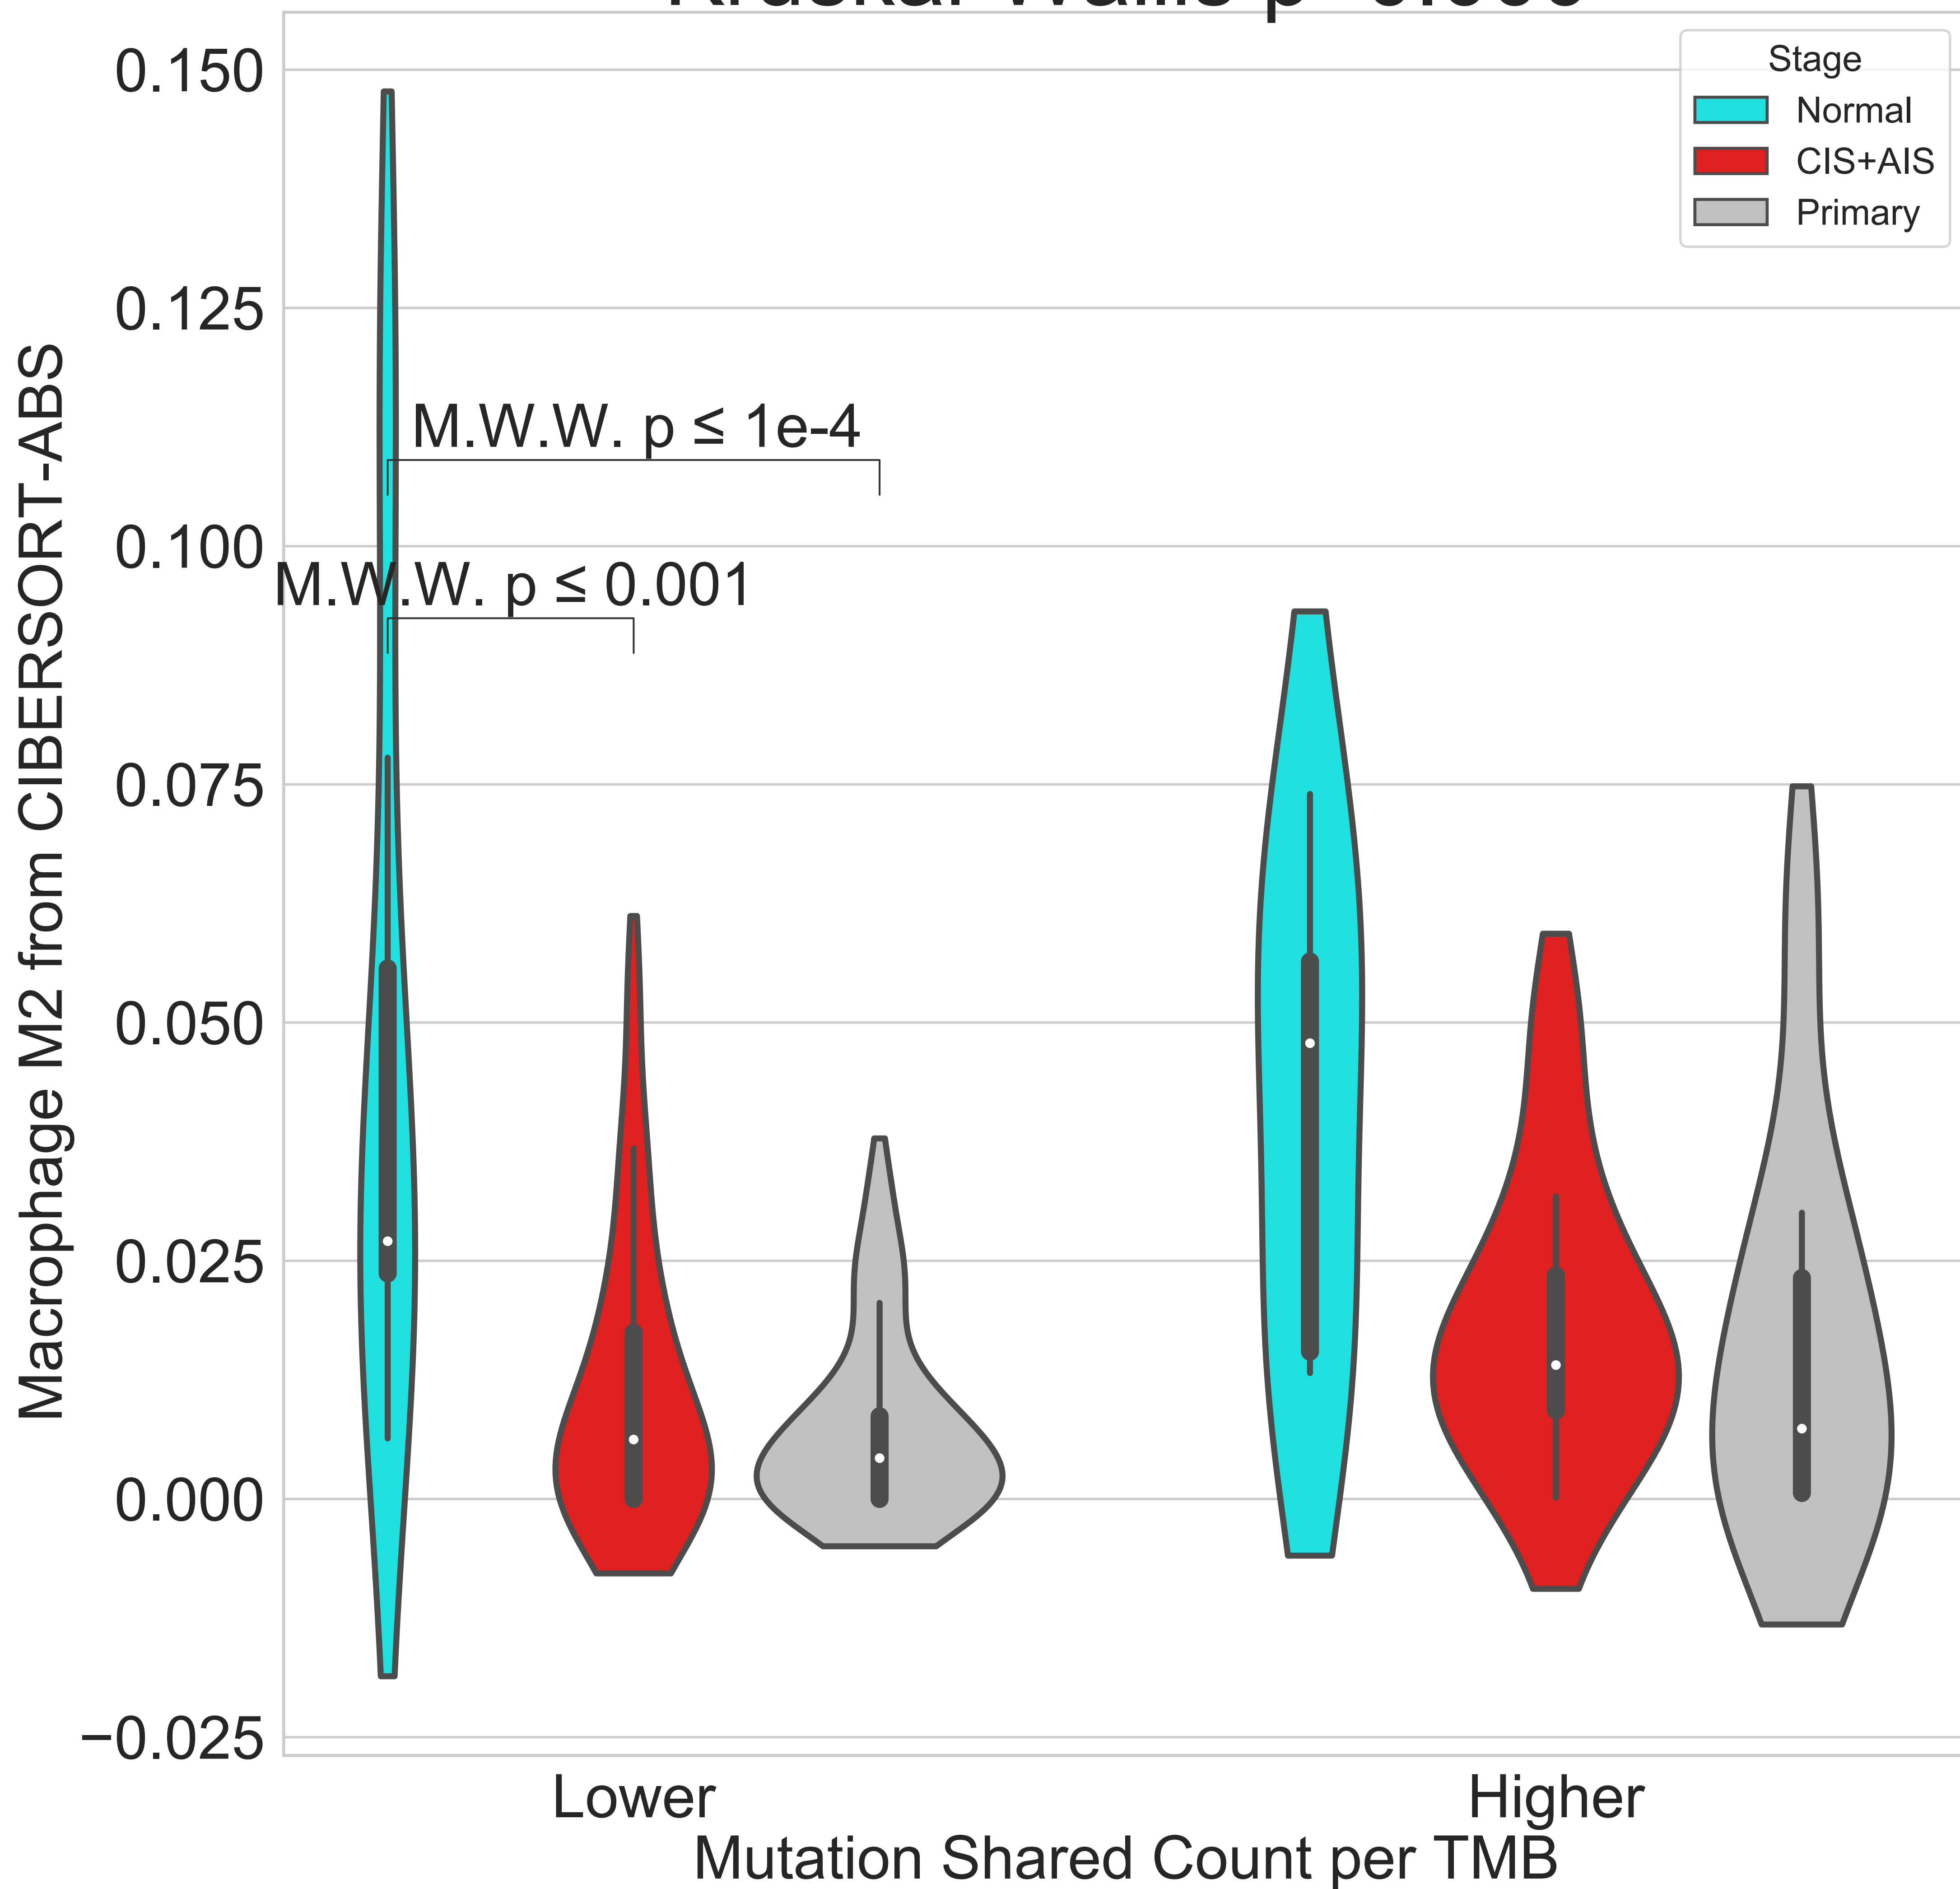 0.150
0.125
0.100
0.075
0.050
0.025
0.000
−0.025
Macrophage M2 from CIBERSORT-ABS
Stage
Normal
CIS+AIS
Primary
M.W.W. p ≤ 1e-4
M.W.W. p ≤ 0.001
Lower
Higher
Mutation Shared Count per TMB